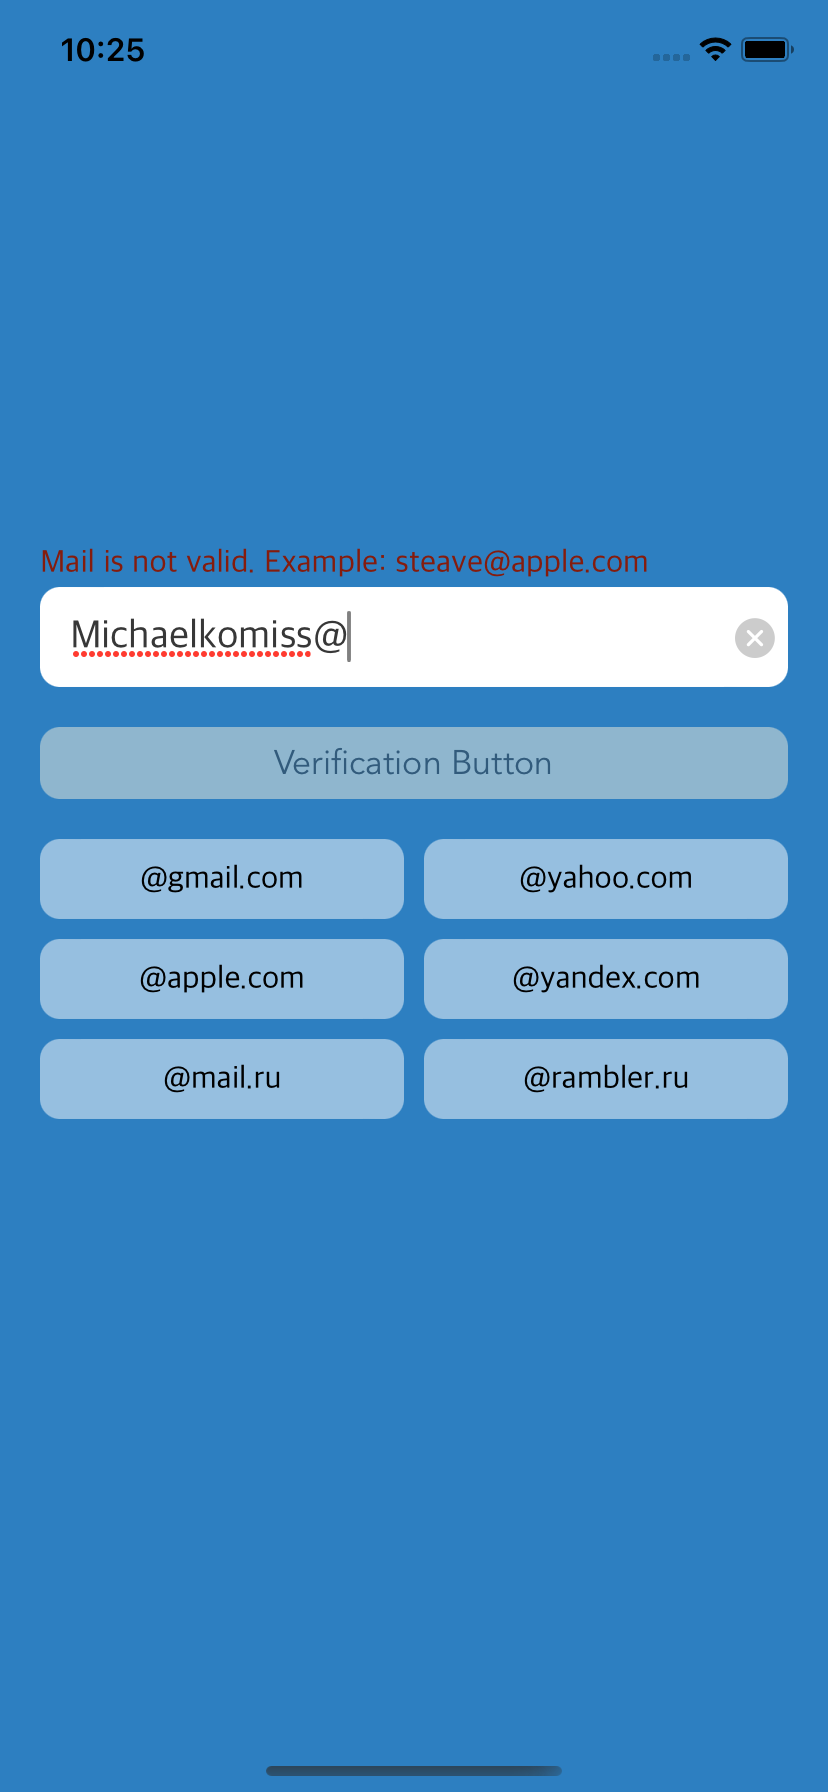 10:25
Mail is not valid. Example: steave@apple.com
Michaelkomiss@
Verification Button
@gmail.com @yahoo.com
@apple.com @yandex.com
@mail.ru @rambler.ru